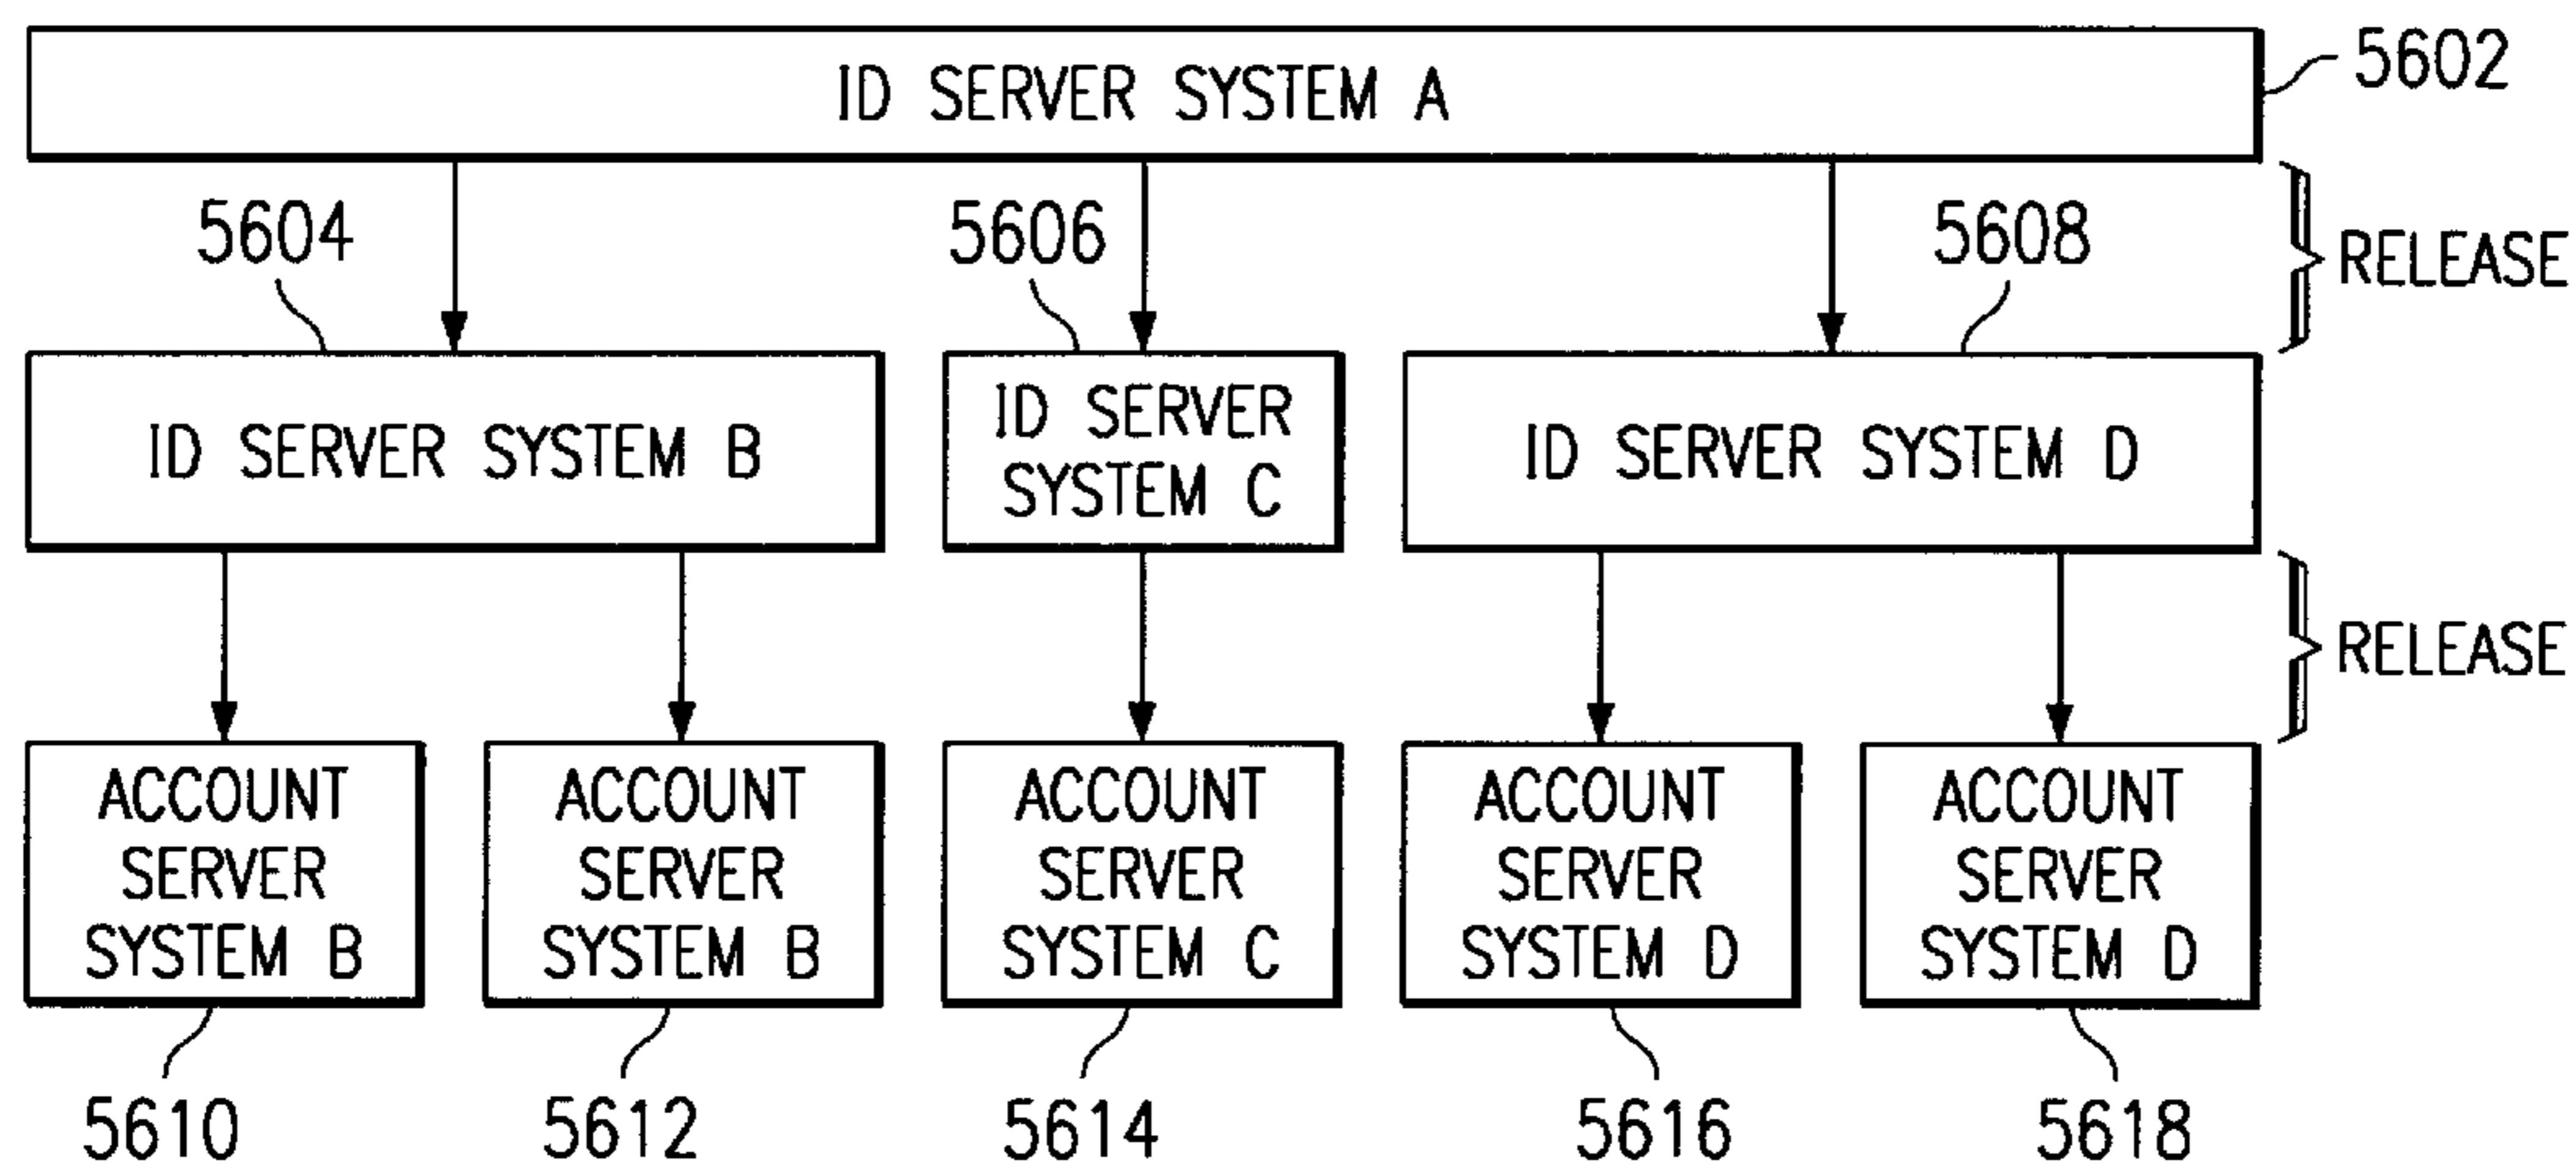 ID SERVER SYSTEM A
5602
5604
5606
5608
RELEASE
ID SERVER SYSTEM B
ID SERVER
SYSTEM C
ID SERVER SYSTEM D
RELEASE
ACCOUNT
SERVER
SYSTEM B
ACCOUNT
SERVER
SYSTEM B
ACCOUNT
SERVER
SYSTEM C
ACCOUNT
SERVER
SYSTEM D
ACCOUNT
SERVER
SYSTEM D
5610
5612
5614
5616
5618